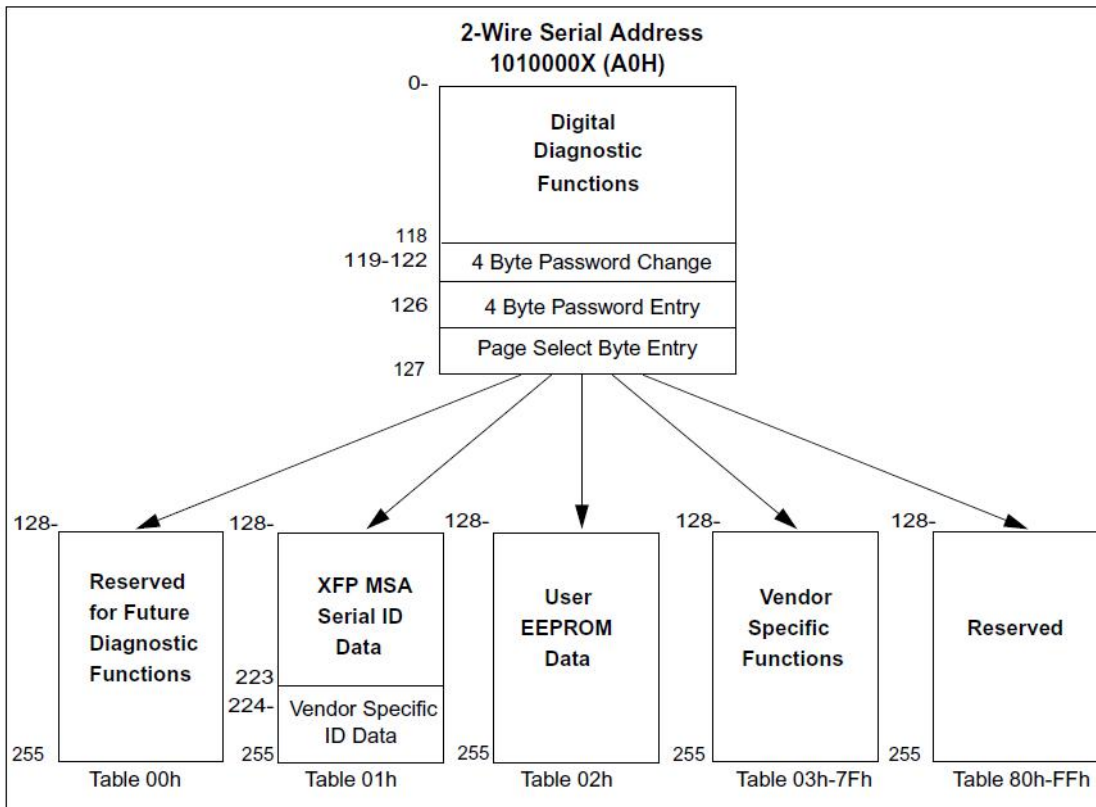 2-Wire Serial Address
1010000X (A0H)
0-
Digital
Diagnostic
Functions
118
119-122
4 Byte Password Change
126
4 Byte Password Entry
Page Select Byte Entry
127
128-
Reserved
for Future
Diagnostic
Functions
255
Table 00h
128-
XFP MSA
Serial ID
Data
223
224-
Vendor Specific
ID Data
255
Table 01h
128-
User
EEPROM
Data
255
Table 02h
128-
Vendor
Specific
Functions
255
Table 03h-7Fh
128-
Reserved
255
Table 80h-FFh